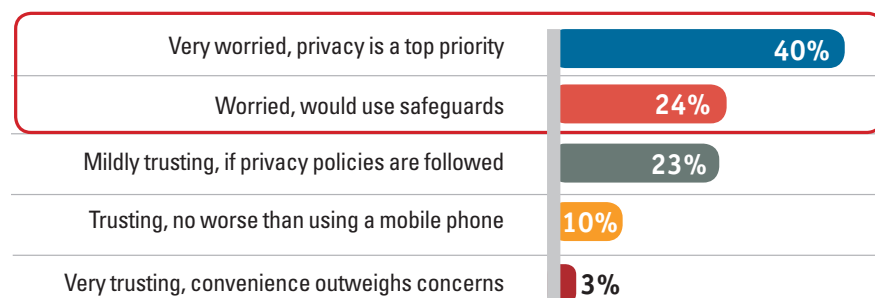 Very worried, privacy is a top priority 40%
Worried, would use safeguards 24%
Mildly trusting, if privacy policies are followed 23%
Trusting, no worse than using a mobile phone 10%
Very trusting, convenience outweighs concerns 3%